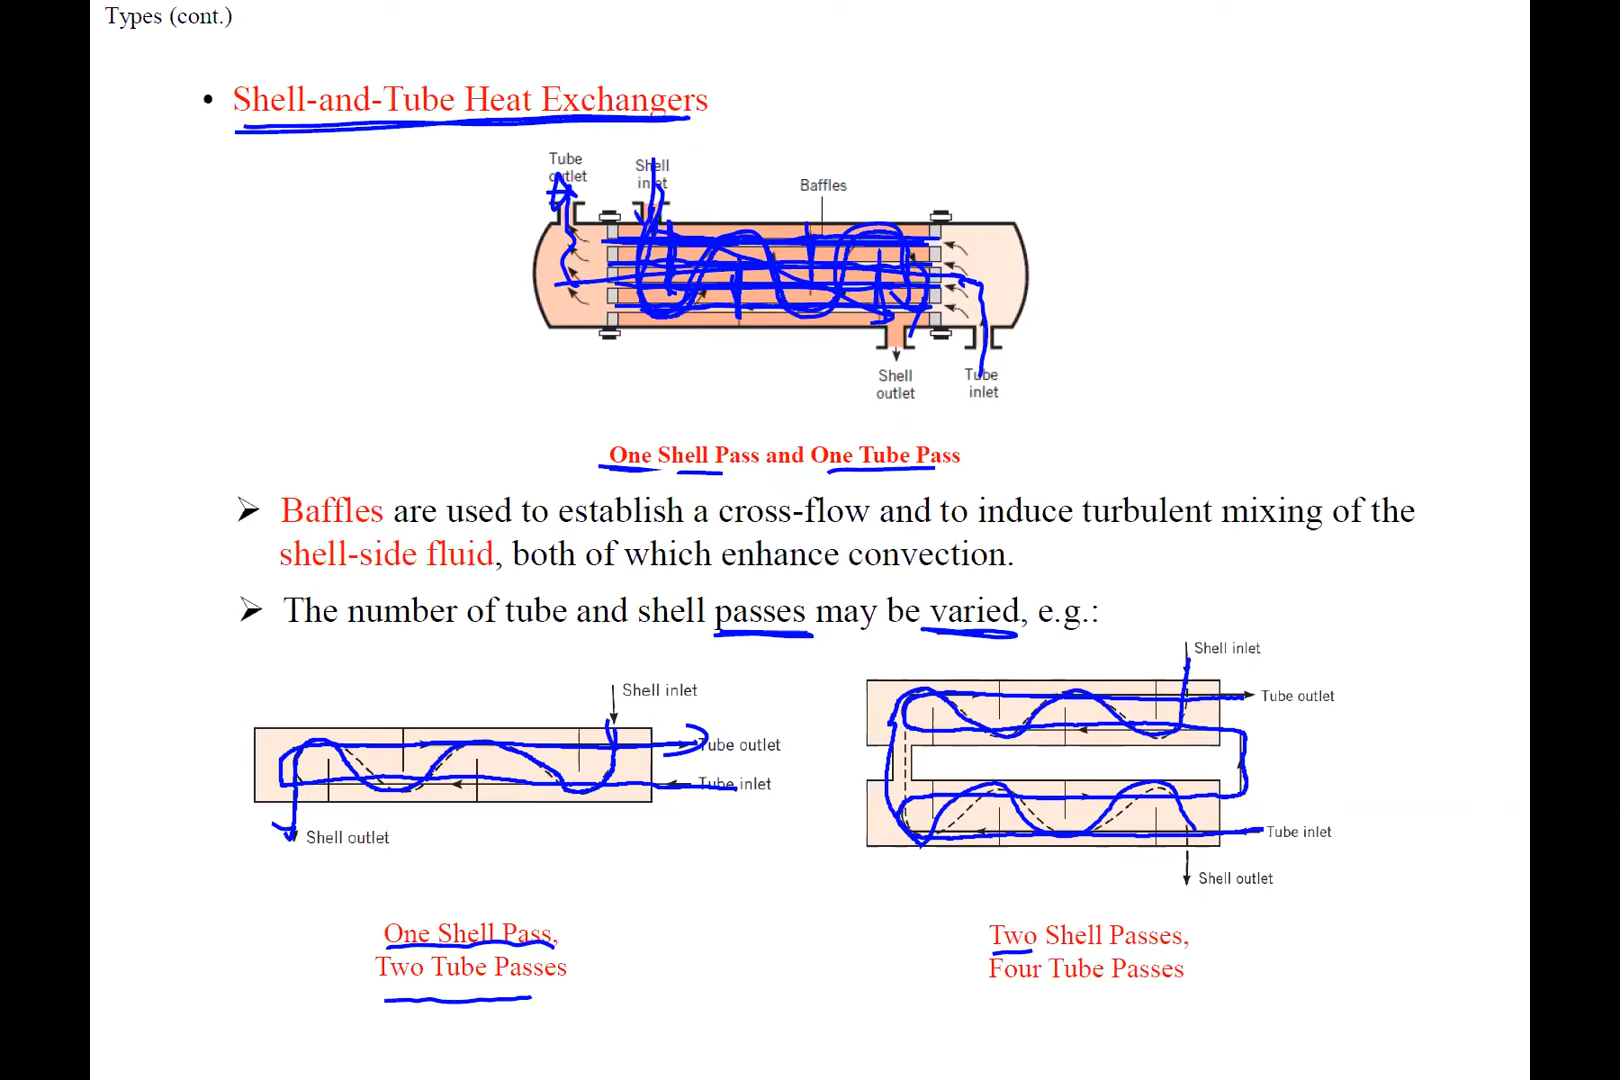 Types (cont.)
• Shell-and-Tube Heat Exchangers
Tube
outlet
Shell
inlet
Baffles
Shell
outlet
Tube
inlet
One Shell Pass and One Tube Pass
➢ Baffles are used to establish a cross-flow and to induce turbulent mixing of the
shell-side fluid, both of which enhance convection.
➢ The number of tube and shell passes may be varied, e.g.:
Shell inlet
Tube outlet
Tube inlet
Shell outlet
One Shell Pass,
Two Tube Passes
Shell inlet
Tube outlet
Tube inlet
Shell outlet
Two Shell Passes,
Four Tube Passes